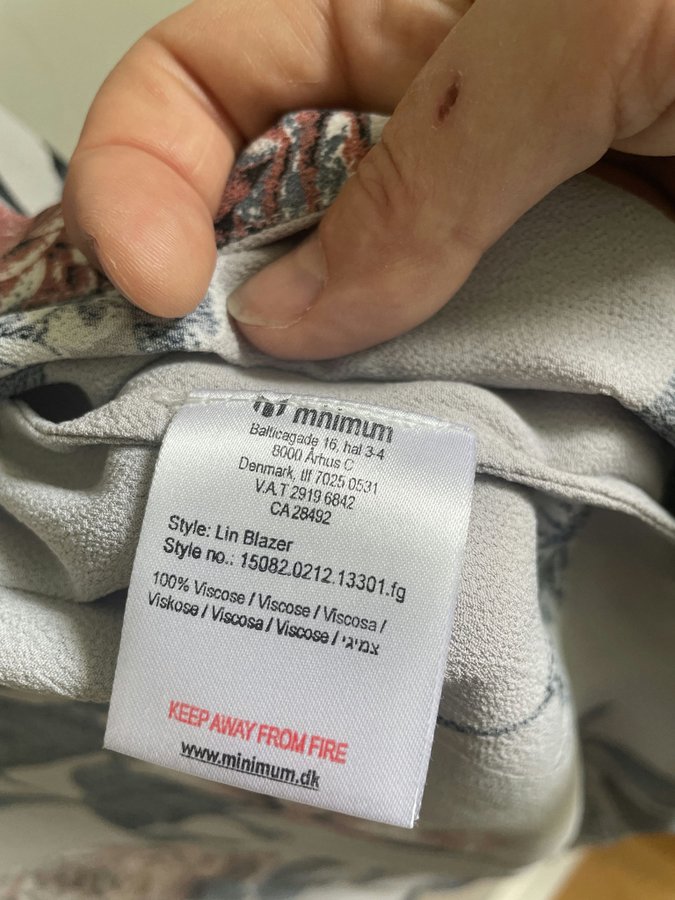 mnimum
Balticagade 16, hal 3-4
8000 Århus C
Denmark, tlf 7025 0531
V.A.T 2919 6842
CA 28492
Style: Lin Blazer
Style no.: 15082.0212.13301.fg
100% Viscose / Viscose / Viscosa /
Viskose / Viscosa / Viscose / צמיגי
KEEP AWAY FROM FIRE
www.minimum.dk